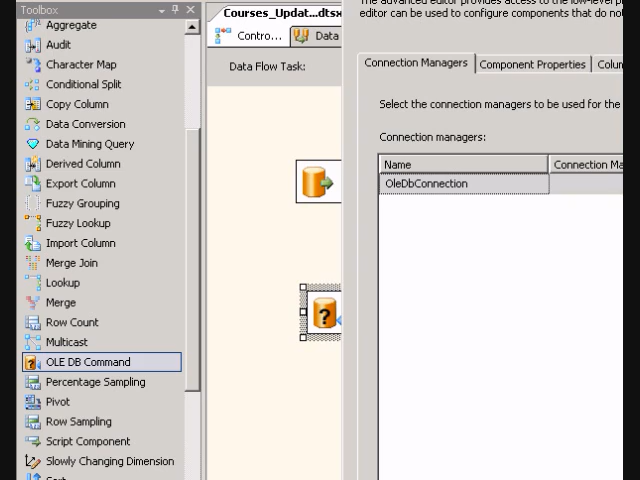 Toolbox
Aggregate
Audit
Character Map
Conditional Split
Copy Column
Data Conversion
Data Mining Query
Derived Column
Export Column
Fuzzy Grouping
Fuzzy Lookup
Import Column
Merge Join
Lookup
Merge
Row Count
Multicast
OLE DB Command
Percentage Sampling
Pivot
Row Sampling
Script Component
Slowly Changing Dimension
Sort
Courses_Updat...dtsx
Contro...
Data
Data Flow Task:
The advanced editor provides access to the low-level
editor can be used to configure components that do
Connection Managers
Component Properties
Colu
Select the connection managers to be used for the
Connection managers:
Name
Connection Ma
OleDbConnection